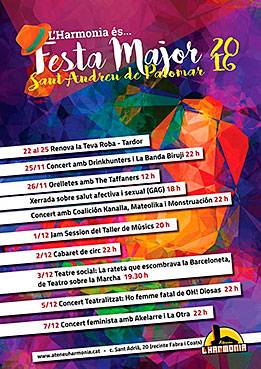 L'Harmonia és...
Festa Major 2016
Sant Andreu de Palomar
22 al 25 Renova la Teva Roba - Tardor
25/11 Concert amb Drinkhunters i La Banda Biruji 22 h
26/11 Orelletes amb The Taffaners 12 h
Xerrada sobre salut afectiva i sexual (GAG) 18 h
Concert amb Coalición Kanalla, Mateolika i Monstruación 22 h
1/12 Jam Session del Taller de Músics 20 h
2/12 Cabaret de circ 22 h
3/12 Teatre social: La rateta que escombrava la Barceloneta,
de Teatro sobre la Marcha 19.30 h
5/12 Concert Teatralitzat: Ho femme fatal de OH! Diosas 22 h
7/12 Concert feminista amb Akelarre i La Otra 22 h
www.ateneuharmonia.cat - c. Sant Adrià, 20 (recinte Fabra i Coats)
L'HARMONIA